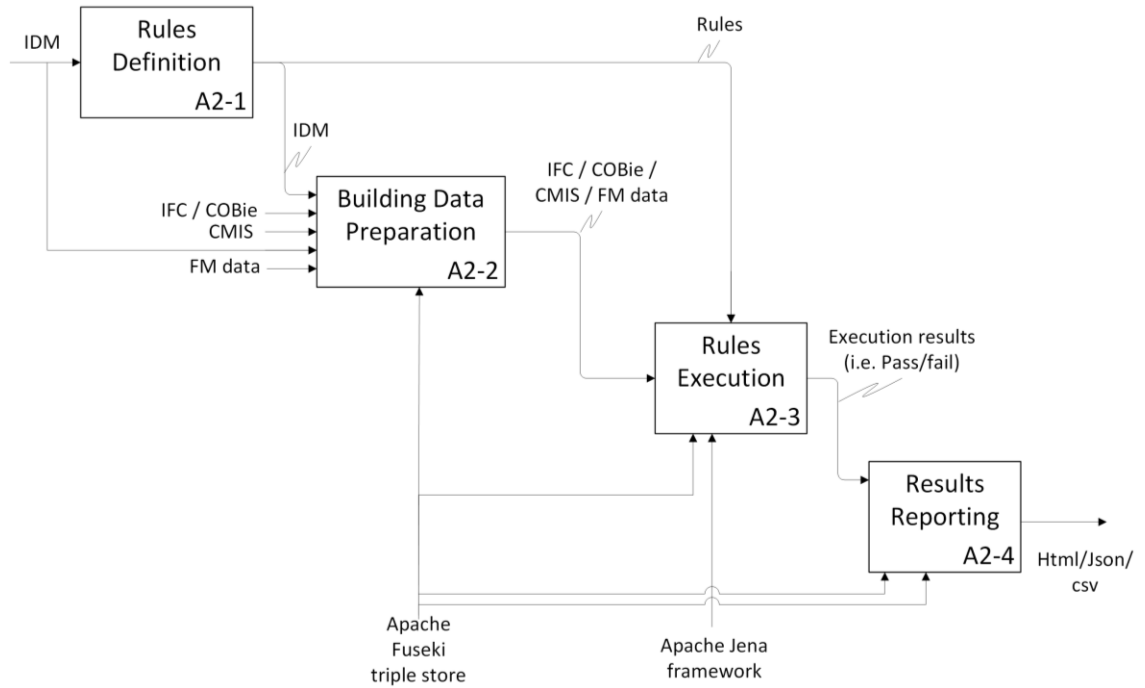 IDM
Rules
Definition
A2-1
Rules
IDM
IFC / COBie
CMIS
FM data
Building Data
Preparation
A2-2
IFC / COBie /
CMIS / FM data
Rules
Execution
A2-3
Execution results
(i.e. Pass/fail)
Results
Reporting
A2-4
Html/Json/
csv
Apache
Fuseki
triple store
Apache Jena
framework